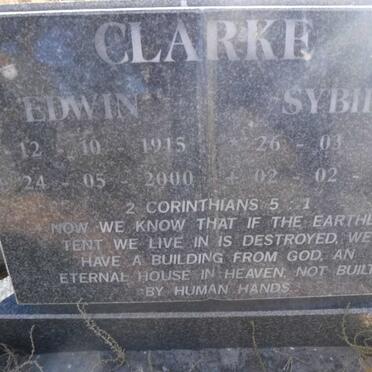 CLARKE
EDWIN SYBIL
12 - 10 - 1915 * 26 - 03
24 - 05 - 2000 + 02 - 02 -
2 CORINTHIANS 5 : 1
NOW WE KNOW THAT IF THE EARTHL
TENT WE LIVE IN IS DESTROYED, WE
HAVE A BUILDING FROM GOD, AN
ETERNAL HOUSE IN HEAVEN, NOT BUILT
BY HUMAN HANDS